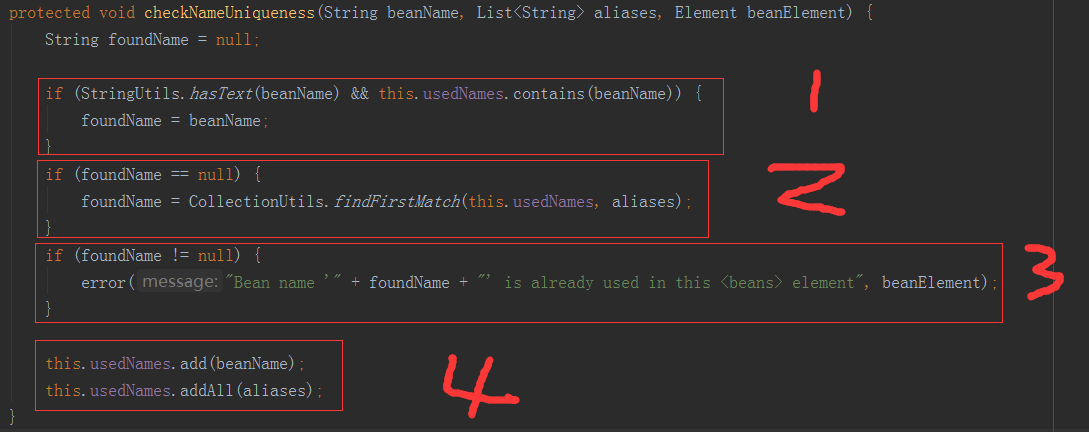 protected void checkNameUniqueness(String beanName, List<String> aliases, Element beanElement) {
String foundName = null;
if (StringUtils.hasText(beanName) && this.usedNames.contains(beanName)) {
foundName = beanName;
}
1
if (foundName == null) {
foundName = CollectionUtils.findFirstMatch(this.usedNames, aliases);
}
2
if (foundName != null) {
error( message: "Bean name '" + foundName + "' is already used in this <beans> element", beanElement);
}
3
this.usedNames.add(beanName);
this.usedNames.addAll(aliases);
4
}